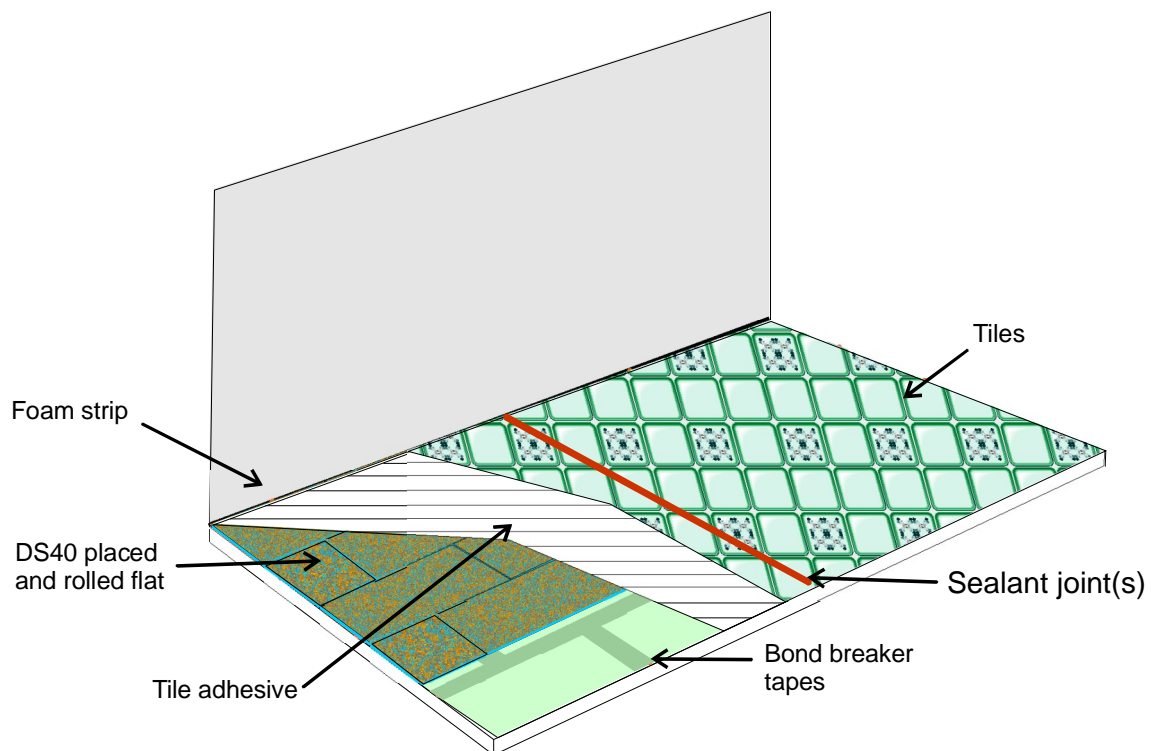 Tiles
Foam strip
DS40 placed
and rolled flat
Sealant joint(s)
Bond breaker
tapes
Tile adhesive